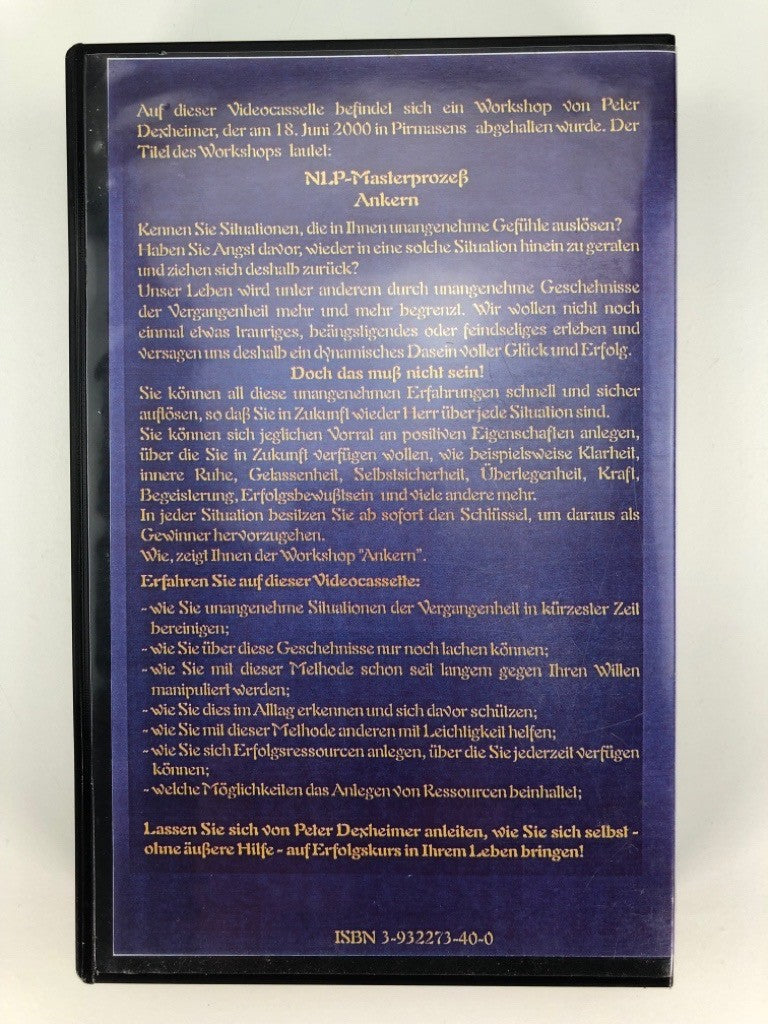 Auf dieser Videocassette befindet sich ein Workshop von Peter
Dexheimer, der am 18. Juni 2000 in Pirmasens abgehalten wurde. Der
Titel des Workshops lautet:
NLP-Masterprozeß
Ankern
Kennen Sie Situationen, die in Ihnen unangenehme Gefühle auslösen?
Haben Sie Angst davor, wieder in eine solche Situation hinein zu geraten
und ziehen sich deshalb zurück?
Unser Leben wird unter anderem durch unangenehme Geschehnisse
der Vergangenheit mehr und mehr begrenzt. Wir wollen nicht noch
einmal etwas trauriges, beängstigendes oder feindseliges erleben und
versagen uns deshalb ein dynamisches Dasein voller Glück und Erfolg.
Doch das muß nicht sein!
Sie können all diese unangenehmen Erfahrungen schnell und sicher
auflösen, so daß Sie in Zukunft wieder Herr über jede Situation sind.
Sie können sich jeglichen Vorrat an positiven Eigenschaften anlegen,
über die Sie in Zukunft verfügen wollen, wie beispielsweise Klarheit,
innere Ruhe, Gelassenheit, Selbstsicherheit, Überlegenheit, Kraft,
Begeisterung, Erfolgsbewußtsein und viele andere mehr.
In jeder Situation besitzen Sie ab sofort den Schlüssel, um daraus als
Gewinner hervorzugehen.
Wie, zeigt Ihnen der Workshop "Ankern".
Erfahren Sie auf dieser Videocassette:
- wie Sie unangenehme Situationen der Vergangenheit in kürzester Zeit
bereinigen;
- wie Sie über diese Geschehnisse nur noch lachen können;
- wie Sie mit dieser Methode schon seit langem gegen Ihren Willen
manipuliert werden;
- wie Sie dies im Alltag erkennen und sich davor schützen;
- wie Sie mit dieser Methode anderen mit Leichtigkeit helfen;
- wie Sie sich Erfolgsressourcen anlegen, über die Sie jederzeit verfügen
können;
- welche Möglichkeiten das Anlegen von Ressourcen beinhaltet;
Lassen Sie sich von Peter Dexheimer anleiten, wie Sie sich selbst -
ohne äußere Hilfe - auf Erfolgskurs in Ihrem Leben bringen!
ISBN 3-932273-40-0